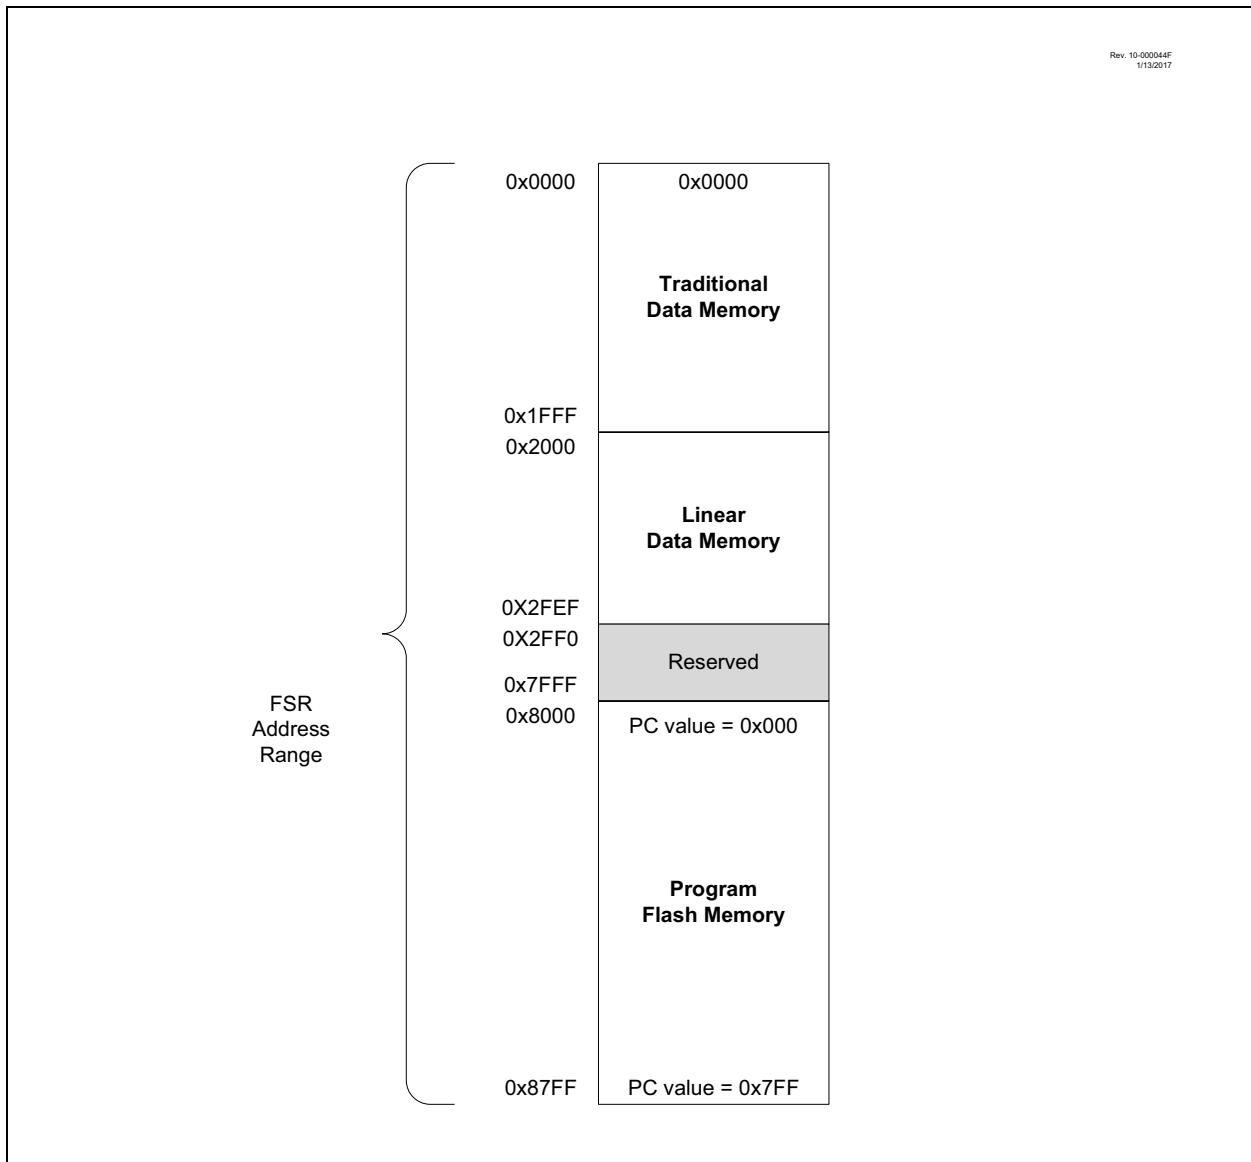 Rev. 10-000044F
1/13/2017
0x0000
0x0000
Traditional
Data Memory
0x1FFF
0x2000
Linear
Data Memory
0X2FEF
0X2FF0
Reserved
0x7FFF
0x8000
PC value = 0x000
FSR
Address
Range
Program
Flash Memory
0x87FF
PC value = 0x7FF